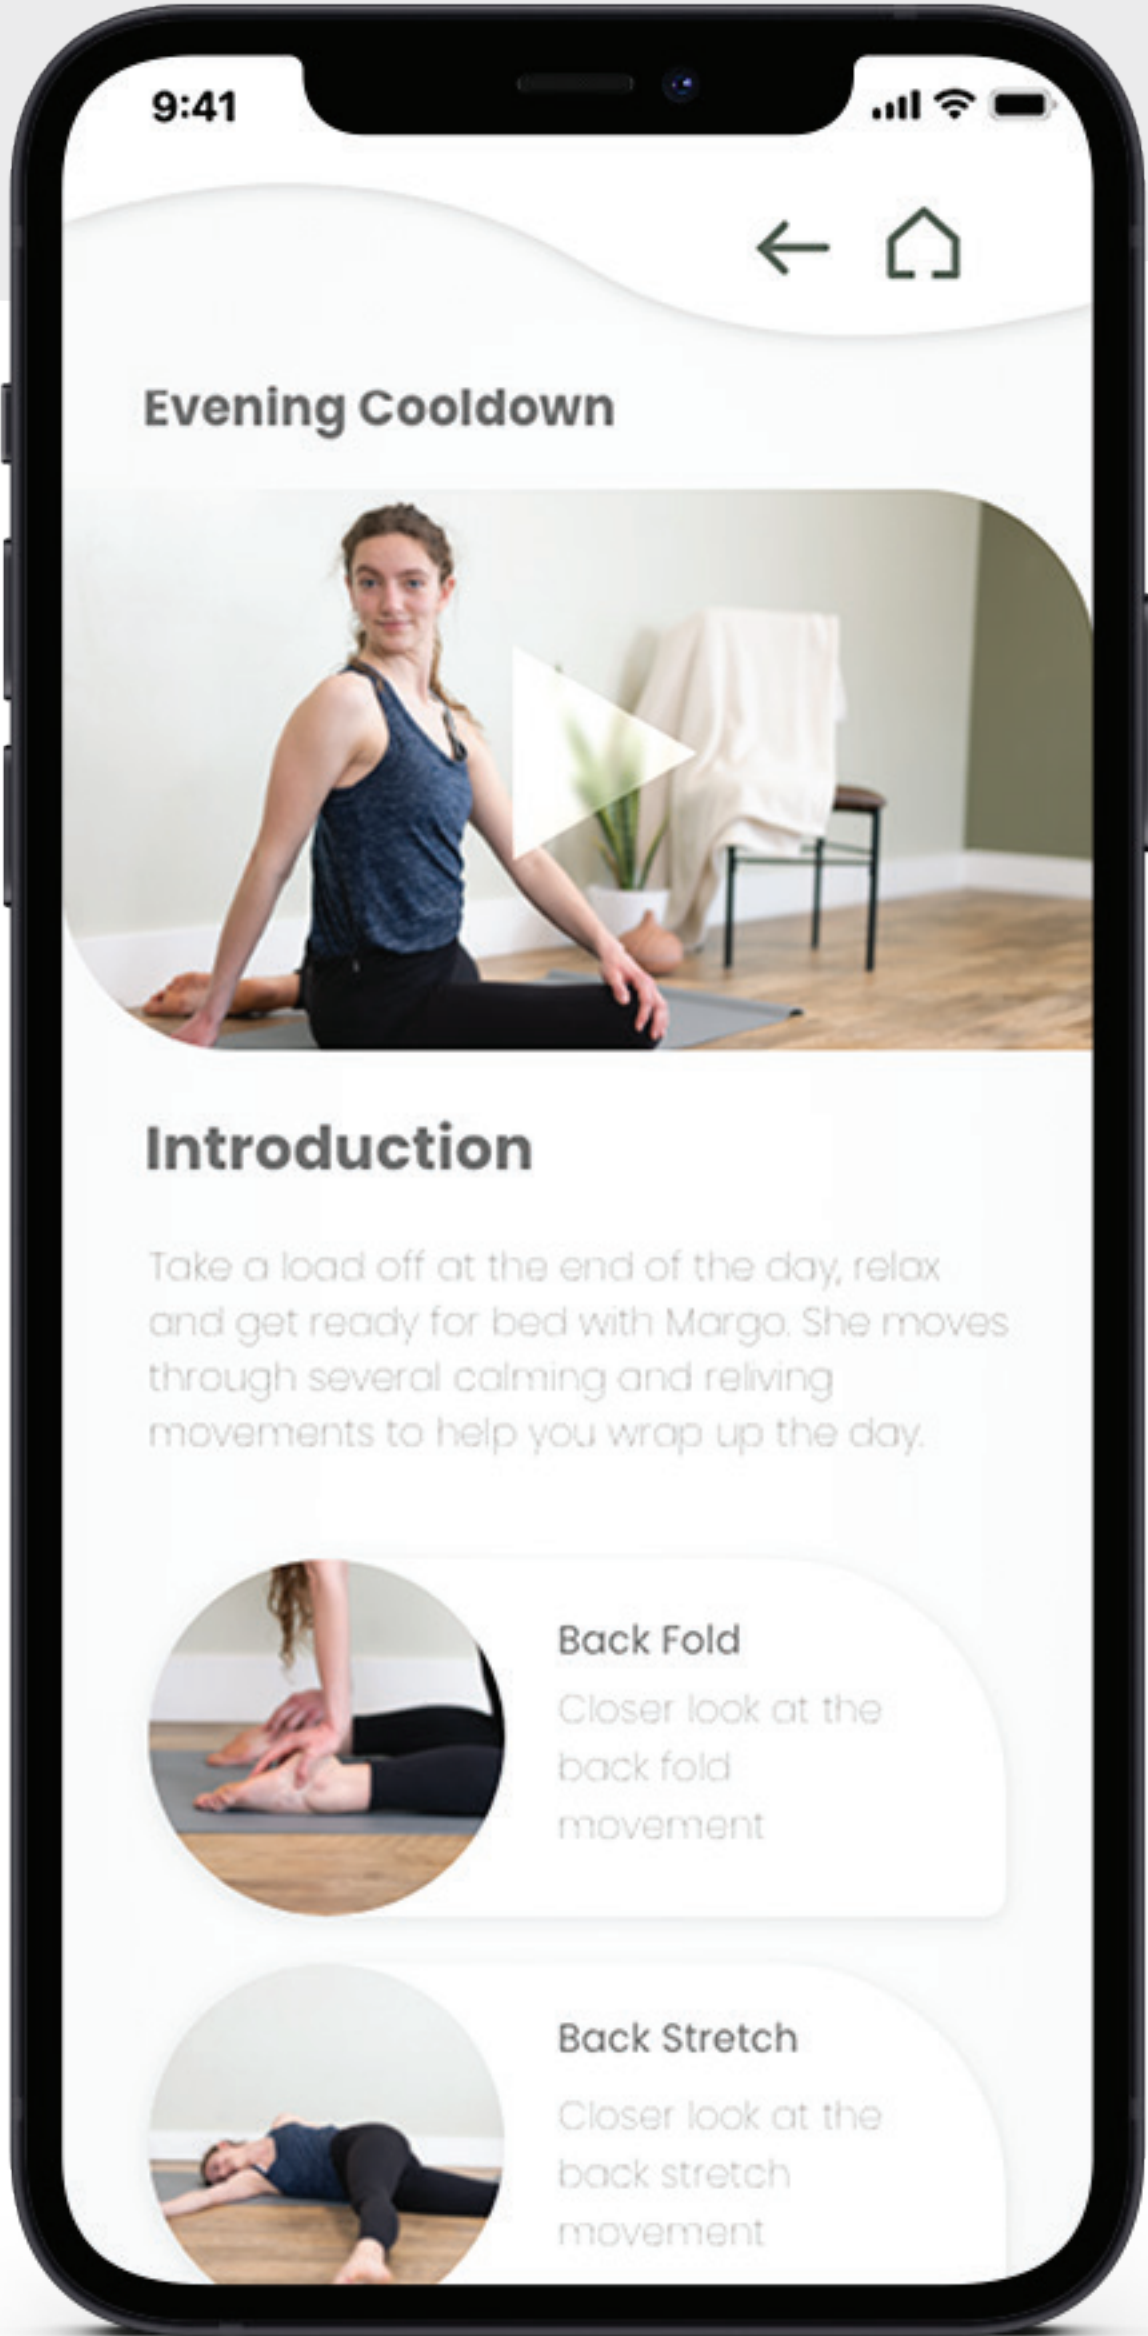 9:41
Evening Cooldown
Introduction
Take a load off at the end of the day, relax
and get ready for bed with Margo. She moves
through several calming and reliving
movements to help you wrap up the day.
Back Fold
Closer look at the
back fold
movement
Back Stretch
Closer look at the
back stretch
movement